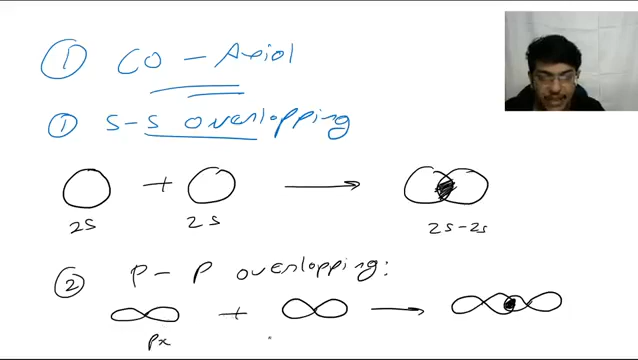 ① CO - Axial
① S-S overlapping
+
2S 2S 2S-2S
② P-P overlapping:
+
Px